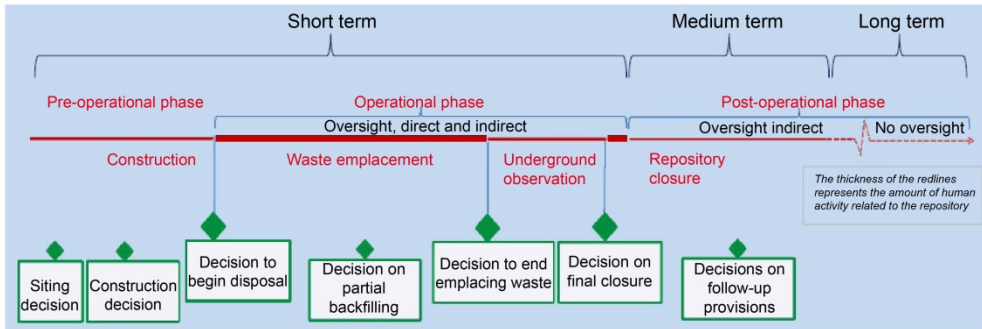 Short term
Medium term
Long term
Pre-operational phase
Operational phase
Post-operational phase
Oversight, direct and indirect
Oversight indirect
No oversight
Construction
Waste emplacement
Underground
observation
Repository
closure
The thickness of the redlines
represents the amount of human
activity related to the repository
Siting
decision
Construction
decision
Decision to
begin disposal
Decision on
partial
backfilling
Decision to end
emplacing waste
Decision on
final closure
Decisions on
follow-up
provisions